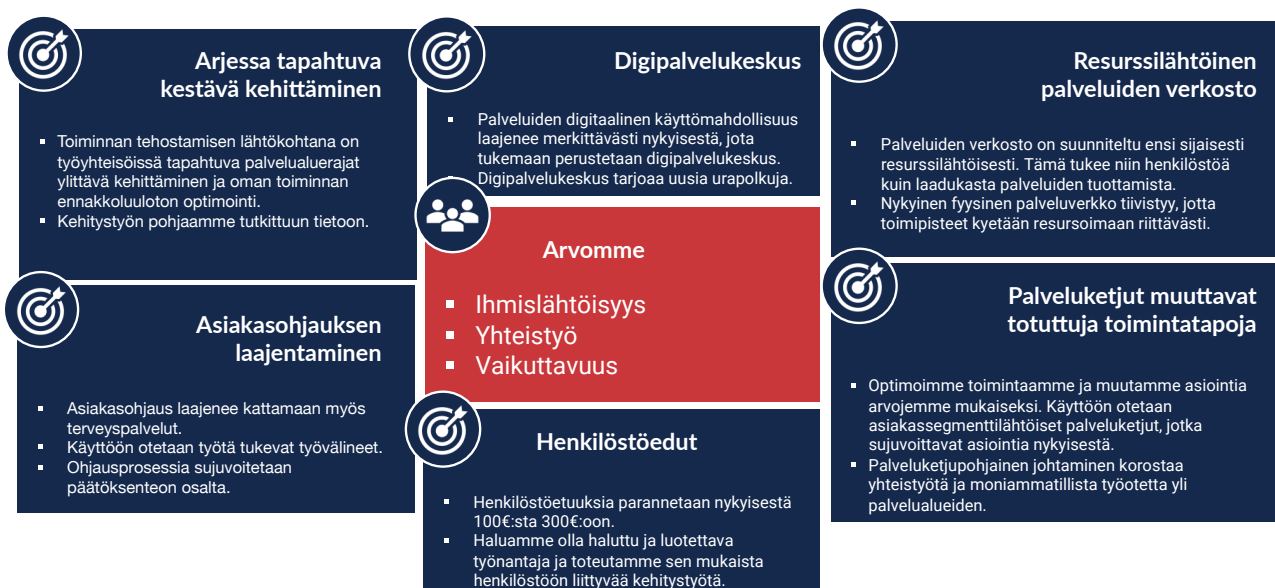 Arjessa tapahtuva
kestävä kehittäminen
▪ Toiminnan tehostamisen lähtökohtana on
työyhteisöissä tapahtuva palvelualuerajat
ylittävä kehittäminen ja oman toiminnan
ennakkoluuloton optimointi.
▪ Kehitystyön pohjaamme tutkittuun tietoon.
Asiakasohjauksen
laajentaminen
▪ Asiakasohjaus laajenee kattamaan myös
terveyspalvelut.
▪ Käyttöön otetaan työtä tukevat työvälineet.
▪ Ohjausprosessia sujuvoitetaan
päätöksenteon osalta.
Digipalvelukeskus
▪ Palveluiden digitaalinen käyttömahdollisuus
laajenee merkittävästi nykyisestä, jota
tukemaan perustetaan digipalvelukeskus.
▪ Digipalvelukeskus tarjoaa uusia urapolkuja.
Arvomme
▪ Ihmislähtöisyys
▪ Yhteistyö
▪ Vaikuttavuus
Henkilöstöedut
▪ Henkilöstöetuuksia parannetaan nykyisestä
100€:sta 300€:oon.
▪ Haluamme olla haluttu ja luotettava
työnantaja ja toteutamme sen mukaista
henkilöstöön liittyvää kehitystyötä.
Resurssilähtöinen
palveluiden verkosto
▪ Palveluiden verkosto on suunniteltu ensi sijaisesti
resurssilähtöisesti. Tämä tukee niin henkilöstöä
kuin laadukasta palveluiden tuottamista.
▪ Nykyinen fyysinen palveluverkko tiivistyy, jotta
toimipisteet kyetään resursoimaan riittävästi.
Palveluketjut muuttavat
totuttuja toimintatapoja
▪ Optimoimme toimintaamme ja muutamme asiointia
arvojemme mukaiseksi. Käyttöön otetaan
asiakassegmenttilähtöiset palveluketjut, jotka
sujuvoittavat asiointia nykyisestä.
▪ Palveluketjupohjainen johtaminen korostaa
yhteistyötä ja moniammatillista työotetta yli
palvelualueiden.